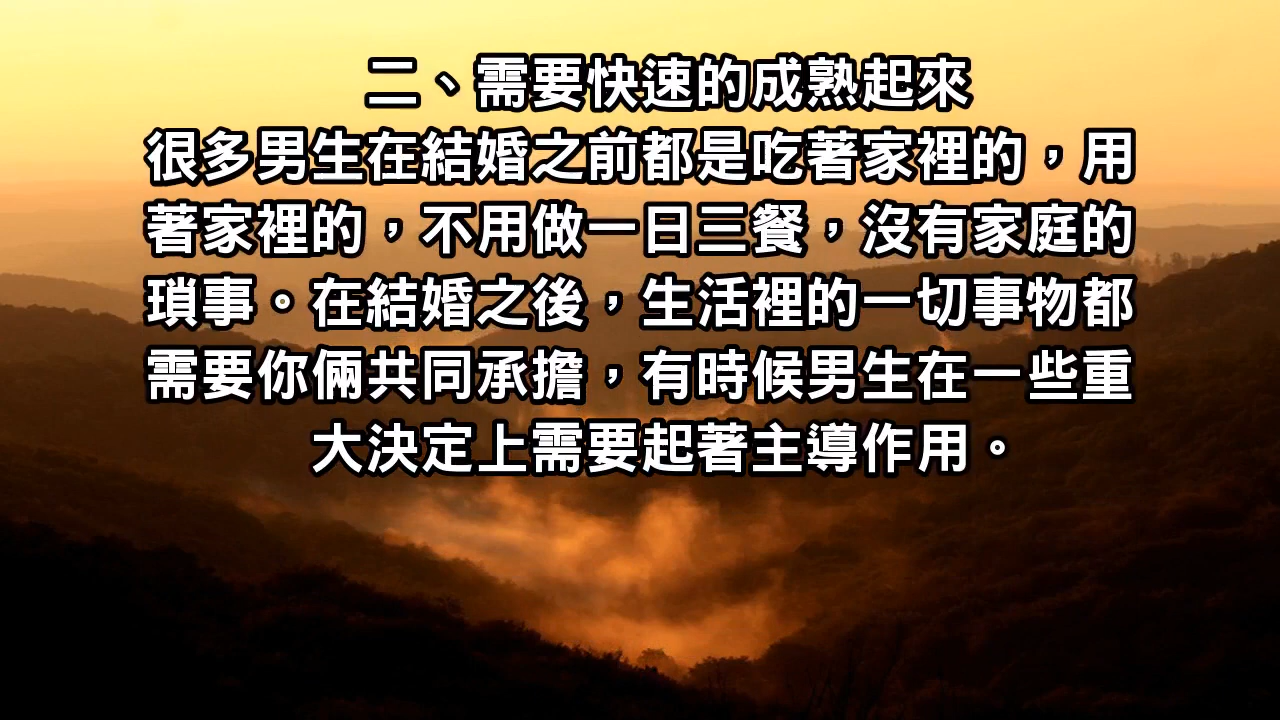 二、需要快速的成熟起來
很多男生在結婚之前都是吃著家裡的，用
著家裡的，不用做一日三餐，沒有家庭的
瑣事。在結婚之後，生活裡的一切事物都
需要你倆共同承擔，有時候男生在一些重
大決定上需要起著主導作用。